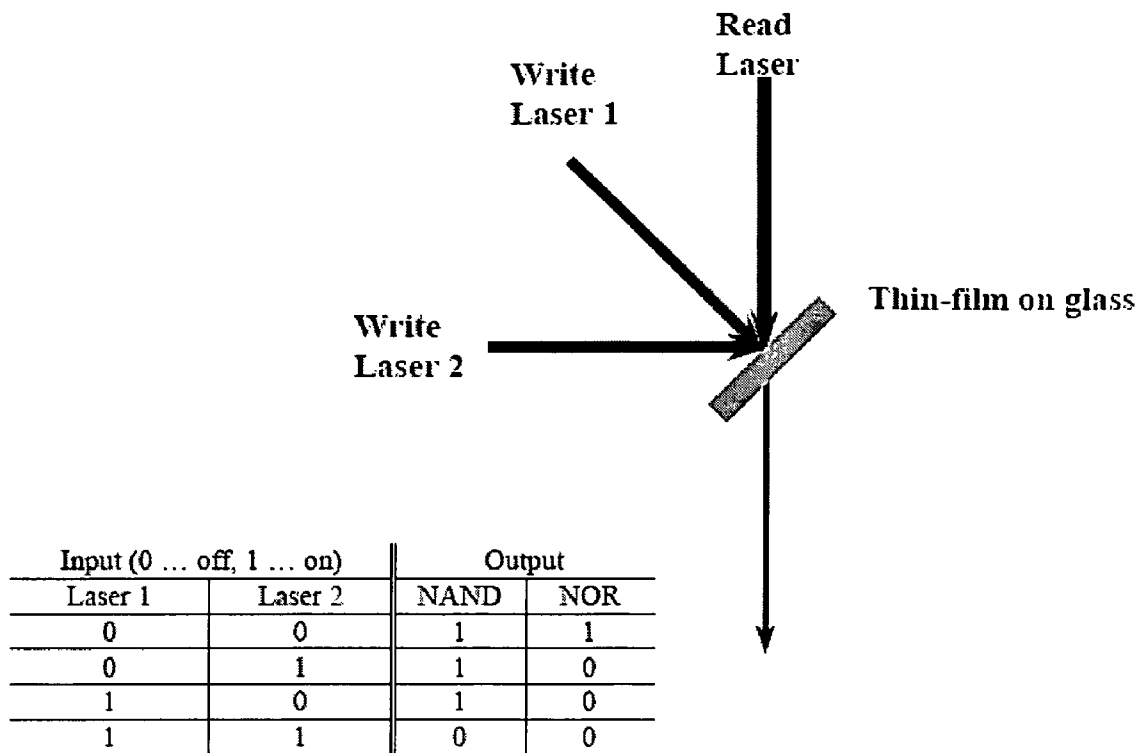 Read
Laser
Write
Laser 1
Thin-film on glass
Write
Laser 2
Input (0 ... off, 1 ... on) Output
Laser 1 Laser 2 NAND NOR
0 0 1 1
0 1 1 0
1 0 1 0
1 1 0 0